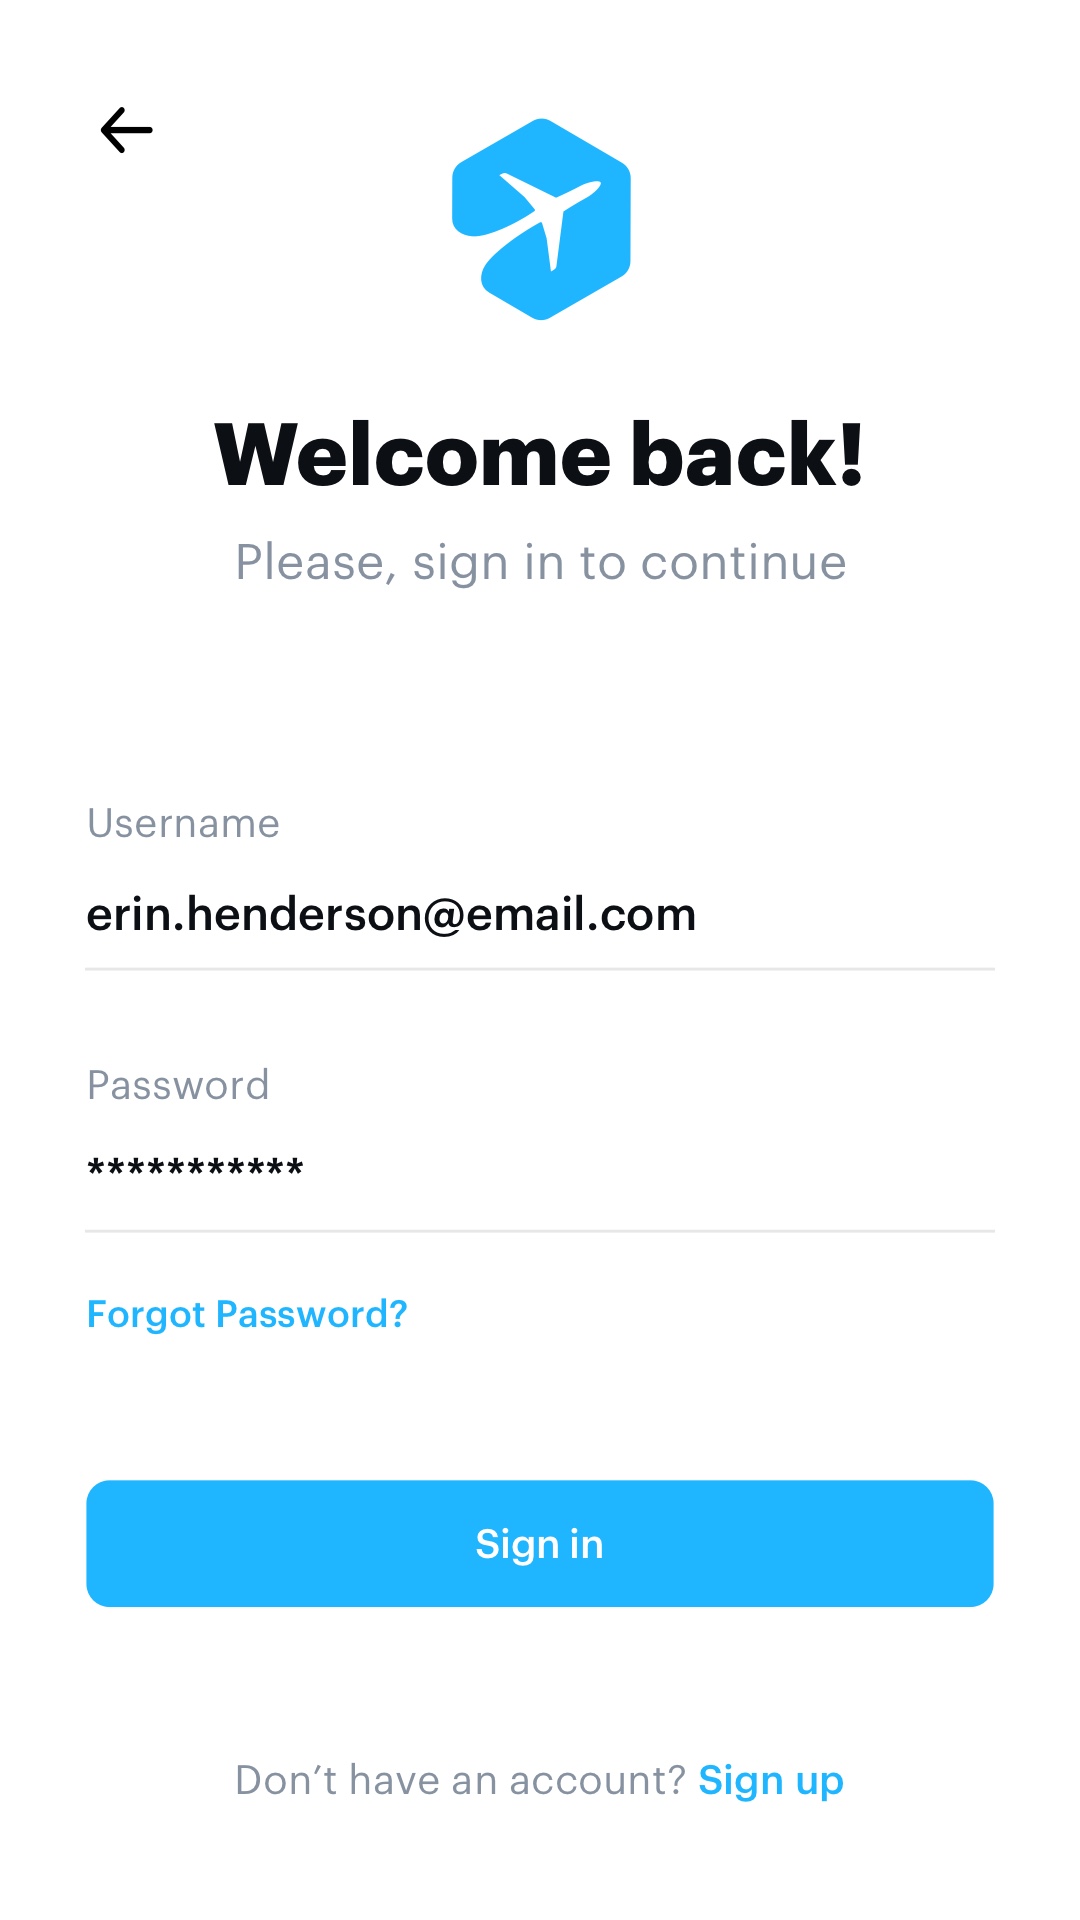 Welcome back!
Please, sign in to continue
Username
erin.henderson@email.com
Password
***********
Forgot Password?
Sign in
Don’t have an account? Sign up